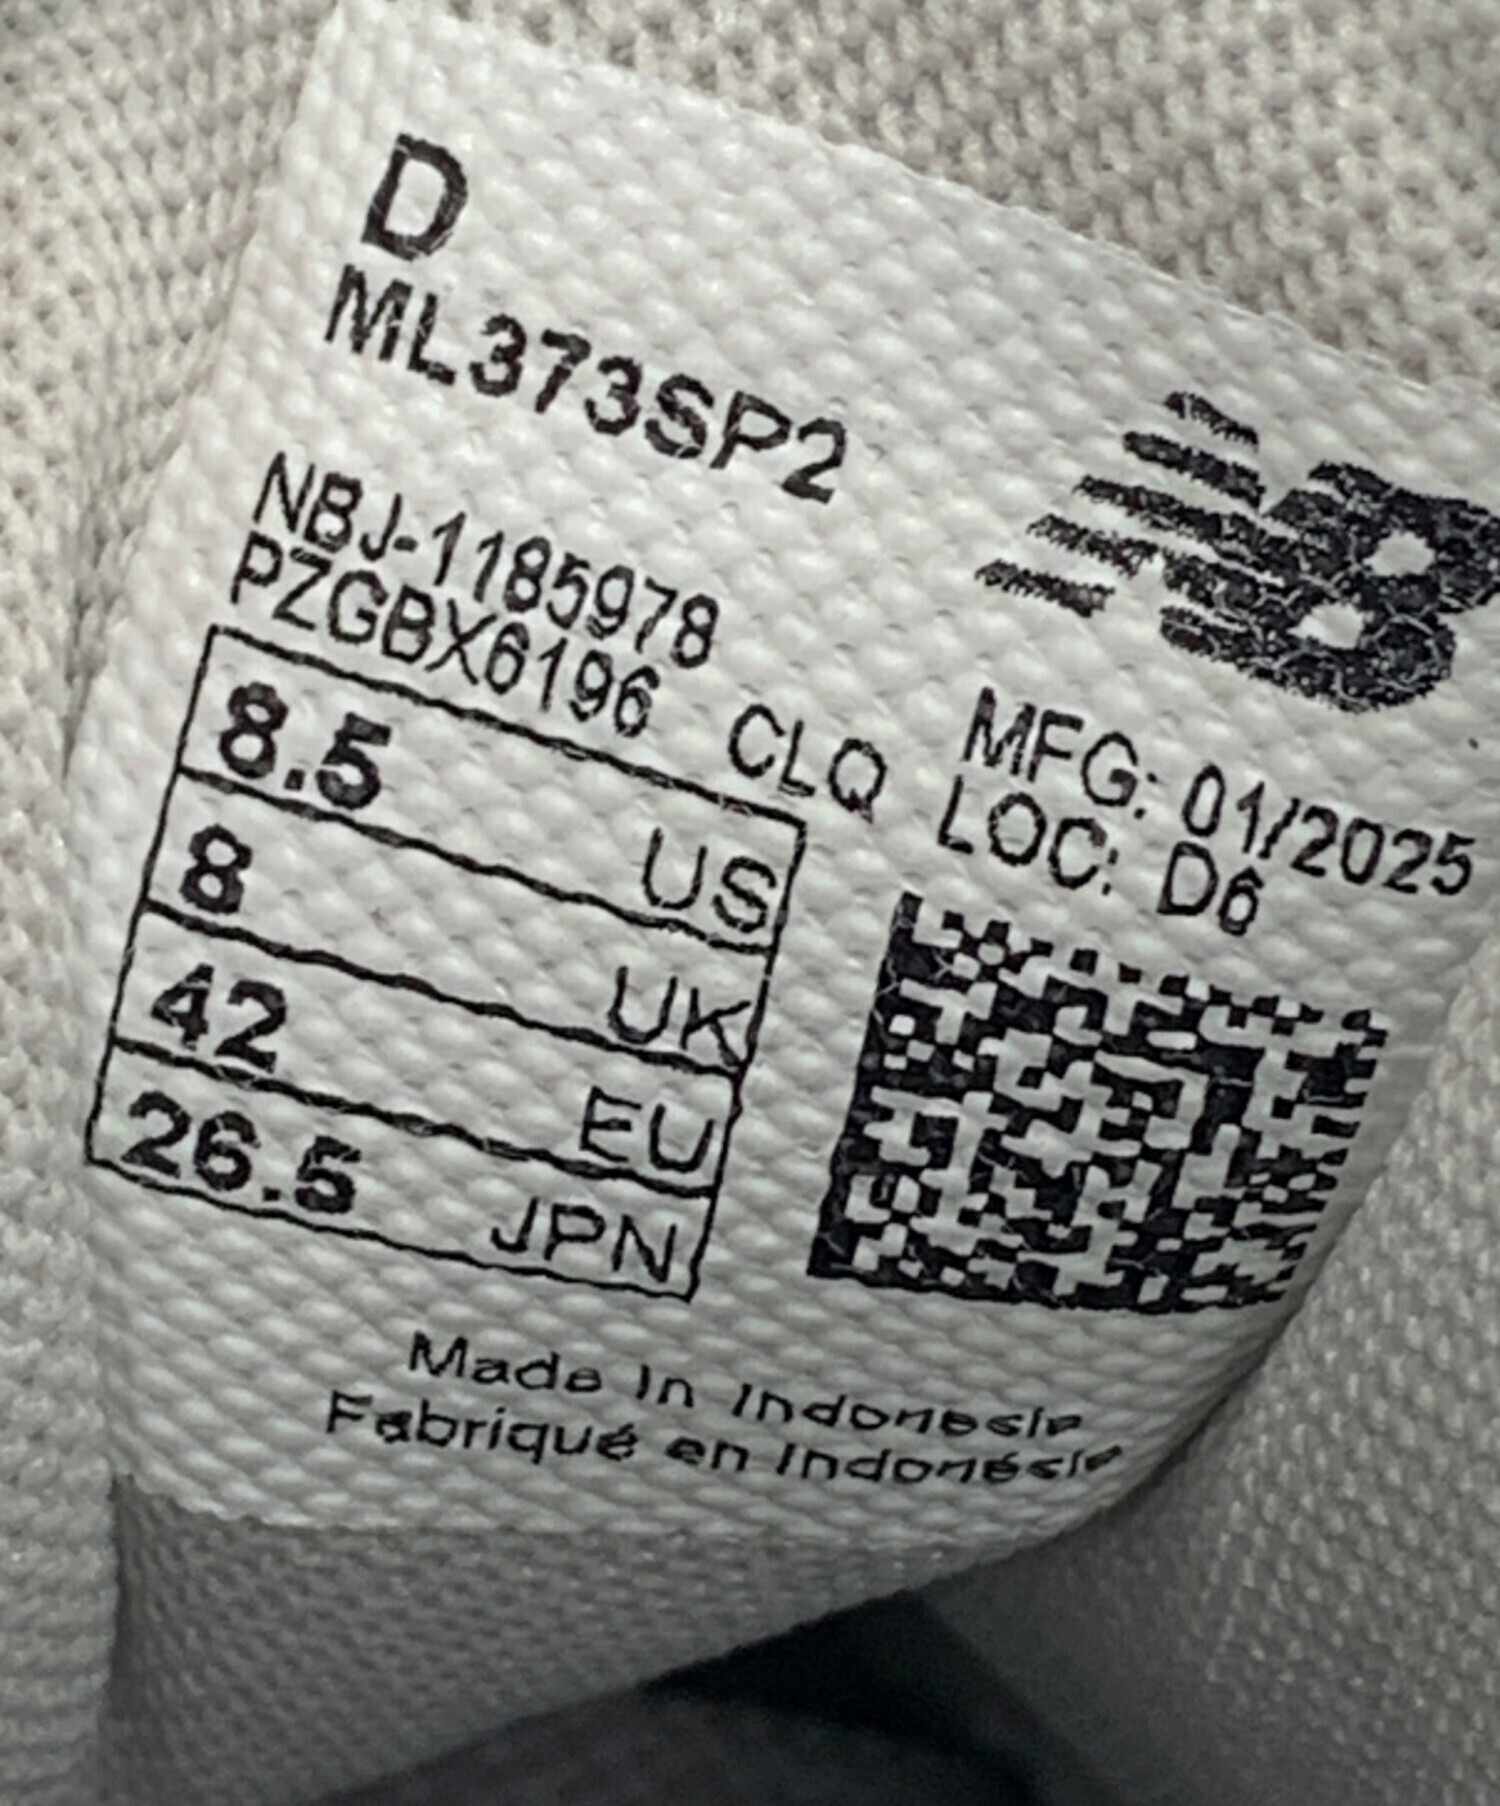 D
ML373SP2
NB
NBJ-1185978
PZGBX6196 CLQ
MFG: 01/2025
LOC: D6
8.5 US
8 UK
42 EU
26.5 JPN
Made In Indonesia
Fabriqué en Indonésie